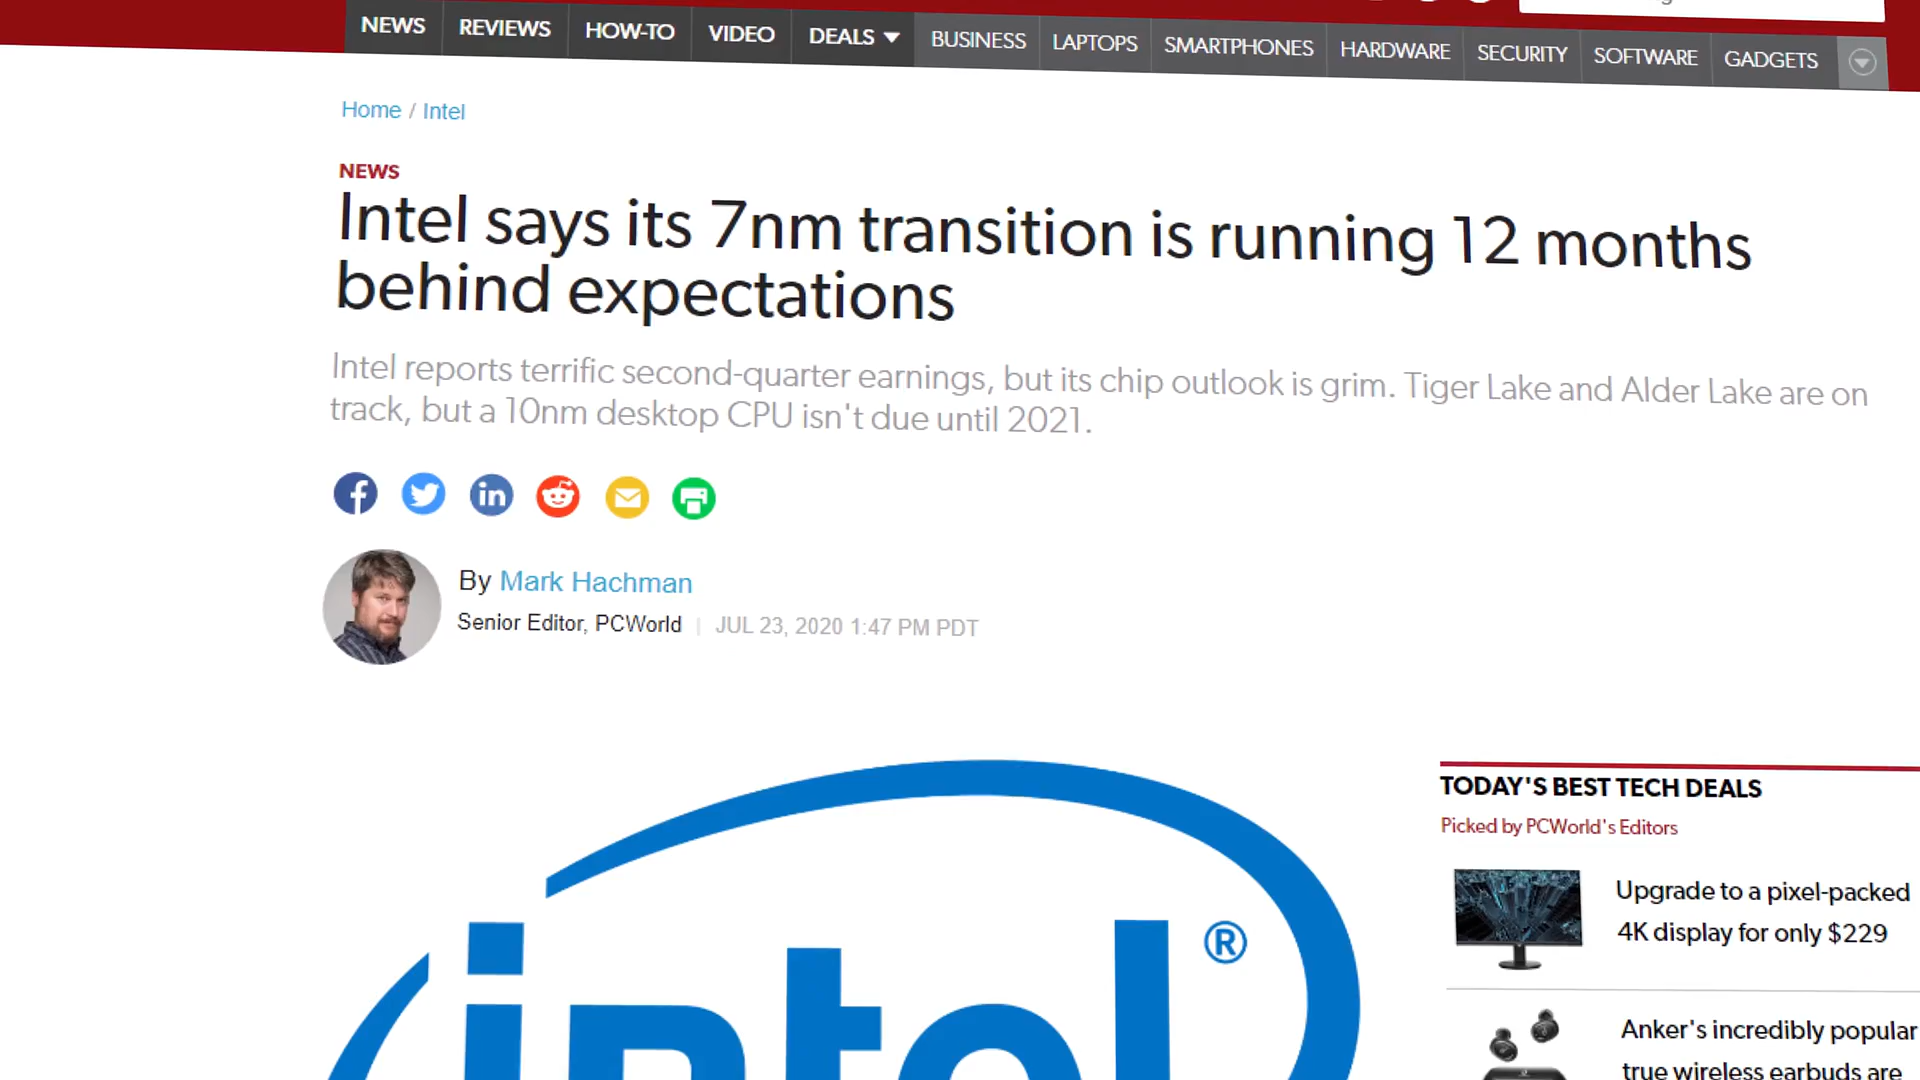 NEWS REVIEWS HOW-TO VIDEO DEALS BUSINESS LAPTOPS SMARTPHONES HARDWARE SECURITY SOFTWARE GADGETS
Home / Intel
NEWS
Intel says its 7nm transition is running 12 months
behind expectations
Intel reports terrific second-quarter earnings, but its chip outlook is grim. Tiger Lake and Alder Lake are on
track, but a 10nm desktop CPU isn't due until 2021.
By Mark Hachman
Senior Editor, PCWorld | JUL 23, 2020 1:47 PM PDT
intel®
TODAY'S BEST TECH DEALS
Picked by PCWorld's Editors
Upgrade to a pixel-packed
4K display for only $229
Anker's incredibly popular
true wireless earbuds are